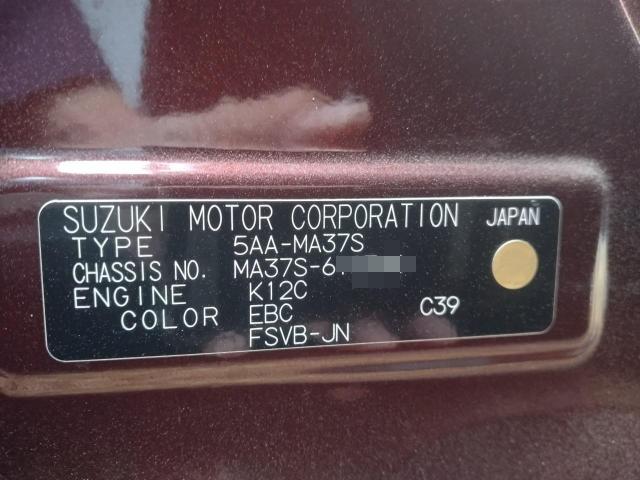 SUZUKI MOTOR CORPORATION JAPAN
TYPE 5AA-MA37S
CHASSIS NO. MA37S-6
ENGINE K12C
COLOR EBC C39
FSVB-JN